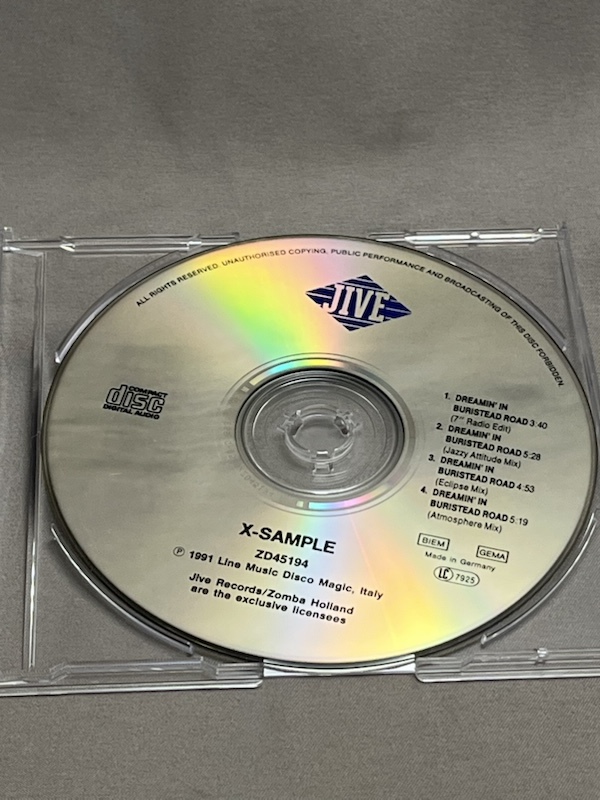 ALL RIGHTS RESERVED. UNAUTHORISED COPYING, PUBLIC PERFORMANCE AND BROADCASTING OF THIS DISC FORBIDDEN.
JIVE
COMPACT
disc
DIGITAL AUDIO
1. DREAMIN' IN
BURISTEAD ROAD 3:40
(7" Radio Edit)
2. DREAMIN' IN
BURISTEAD ROAD 5:28
(Jazzy Attitude Mix)
3. DREAMIN' IN
BURISTEAD ROAD 4:53
(Eclipse Mix)
4. DREAMIN' IN
BURISTEAD ROAD 5:19
(Atmosphere Mix)
BIEM GEMA
Made in Germany
LC 7925
X-SAMPLE
ZD45194
℗ 1991 Line Music Disco Magic, Italy
Jive Records/Zomba Holland
are the exclusive licensees